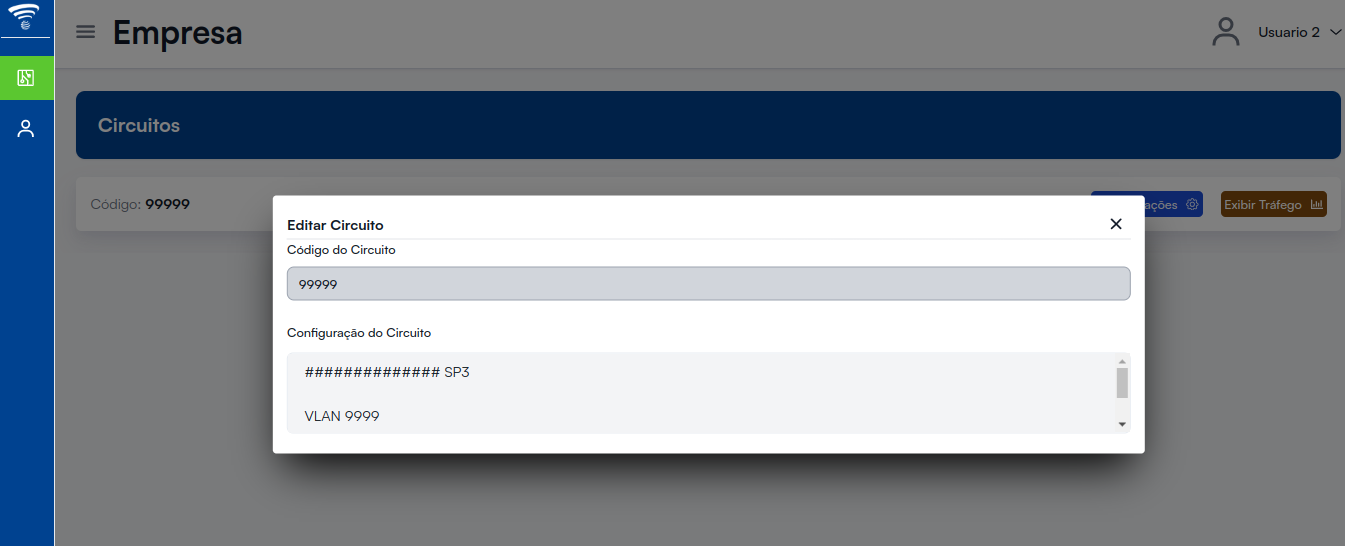 Empresa
Usuario 2
Circuitos
Código: 99999
ações
Exibir Tráfego
Editar Circuito
Código do Circuito
99999
Configuração do Circuito
############## SP3
VLAN 9999